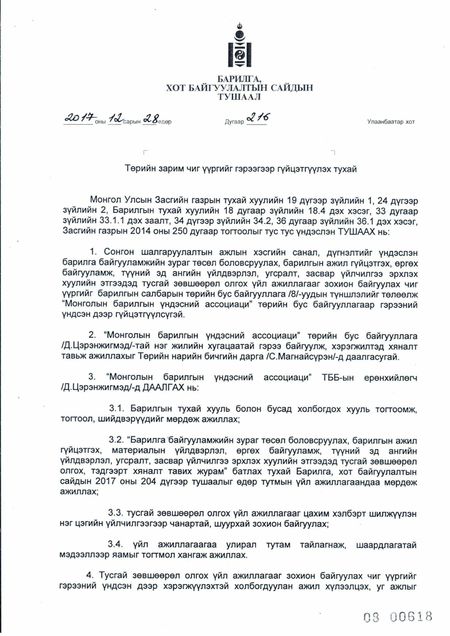 БАРИЛГА,
ХОТ БАЙГУУЛАЛТЫН САЙДЫН
ТУШААЛ
2017 оны 12 сарын 28 өдөр Дугаар 216 Улаанбаатар хот
Төрийн зарим чиг үүргийг гэрээгээр гүйцэтгүүлэх тухай
Монгол Улсын Засгийн газрын тухай хуулийн 19 дүгээр зүйлийн 1, 24 дүгээр
зүйлийн 2, Барилгын тухай хуулийн 18 дугаар зүйлийн 18.4 дэх хэсэг, 33 дугаар
зүйлийн 33.1.1 дэх заалт, 34 дүгээр зүйлийн 34.2, 36 дугаар зүйлийн 36.1 дэх хэсэг,
Засгийн газрын 2014 оны 250 дугаар тогтоолыг тус тус үндэслэн ТУШААХ нь:
1. Сонгон шалгаруулалтын ажлын хэсгийн санал, дүгнэлтийг үндэслэн
барилга байгууламжийн зураг төсөл боловсруулах, барилгын ажил гүйцэтгэх, өргөх
байгууламж, түүний эд ангийн үйлдвэрлэл, угсралт, засвар үйлчилгээ эрхлэх
хуулийн этгээдэд тусгай зөвшөөрөл олгох үйл ажиллагааг зохион байгуулах чиг
үүргийг барилгын салбарын төрийн бус байгууллага /8/-уудын түншлэлийг төлөөлж
"Монголын барилгын үндэсний ассоциаци" төрийн бус байгууллагаар гэрээний
үндсэн дээр гүйцэтгүүлсүгэй.
2. "Монголын барилгын үндэсний ассоциаци" төрийн бус байгууллага
/Д.Цэрэнжигмэд/-тай нэг жилийн хугацаатай гэрээ байгуулж, хэрэгжилтэд хяналт
тавьж ажиллахыг Төрийн нарийн бичгийн дарга /С.Магнайсүрэн/-д даалгасугай.
3. "Монголын барилгын үндэсний ассоциаци" ТББ-ын ерөнхийлөгч
/Д.Цэрэнжигмэд/-д ДААЛГАХ нь:
3.1. Барилгын тухай хууль болон бусад холбогдох хууль тогтоомж,
тогтоол, шийдвэрүүдийг мөрдөж ажиллах;
3.2. "Барилга байгууламжийн зураг төсөл боловсруулах, барилгын ажил
гүйцэтгэх, материалын үйлдвэрлэл, өргөх байгууламж, түүний эд ангийн
үйлдвэрлэл, угсралт, засвар үйлчилгээ эрхлэх хуулийн этгээдэд тусгай зөвшөөрөл
олгох, тэдгээрт хяналт тавих журам" батлах тухай Барилга, хот байгуулалтын
сайдын 2017 оны 204 дүгээр тушаалыг өдөр тутмын үйл ажиллагаандаа мөрдөж
ажиллах;
3.3. тусгай зөвшөөрөл олгох үйл ажиллагааг цахим хэлбэрт шилжүүлэн
нэг цэгийн үйлчилгээгээр чанартай, шуурхай зохион байгуулах;
3.4. үйл ажиллагаагаа улирал тутам тайлагнаж, шаардлагатай
мэдээллээр яамыг тогтмол хангаж ажиллах.
4. Тусгай зөвшөөрөл олгох үйл ажиллагааг зохион байгуулах чиг үүргийг
гэрээний үндсэн дээр хэрэгжүүлэхтэй холбогдуулан ажил хүлээлцэх, уг ажлыг
03 00618